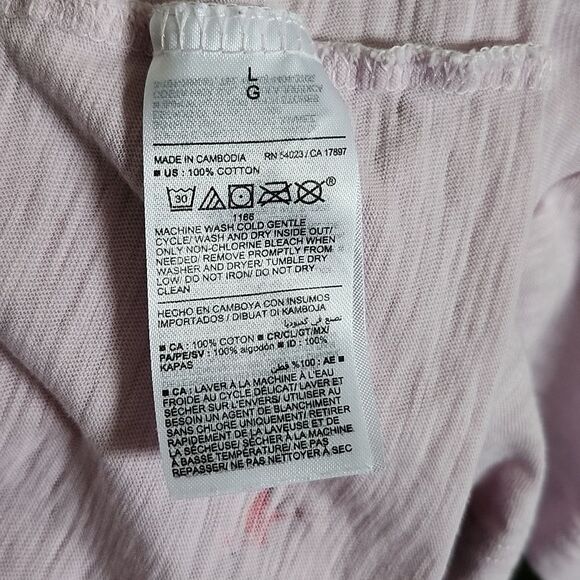 L
G
MADE IN CAMBODIA RN 54023 / CA 17897
■ US : 100% COTTON
30 ®
1166
MACHINE WASH COLD GENTLE
CYCLE/ WASH AND DRY INSIDE OUT/
ONLY NON-CHLORINE BLEACH WHEN
NEEDED/ REMOVE PROMPTLY FROM
WASHER AND DRYER/ TUMBLE DRY
LOW/ DO NOT IRON/ DO NOT DRY
CLEAN
HECHO EN CAMBOYA CON INSUMOS
IMPORTADOS / DIBUAT DI KAMBOJA
صنع في كمبوديا
■ CA : 100% COTON ■ CR/CL/GT/MX/
PA/PE/SV : 100% algodón ■ ID : 100%
KAPAS
■ AE : 100% قطن
■ CA : LAVER À LA MACHINE À L'EAU
FROIDE AU CYCLE DÉLICAT/ LAVER ET
SÉCHER SUR L'ENVERS/ UTILISER AU
BESOIN UN AGENT DE BLANCHIMENT
SANS CHLORE UNIQUEMENT/ RETIRER
RAPIDEMENT DE LA LAVEUSE ET DE
LA SÉCHEUSE/ SÉCHER À LA MACHINE
À BASSE TEMPÉRATURE/ NE PAS
REPASSER/ NE PAS NETTOYER À SEC